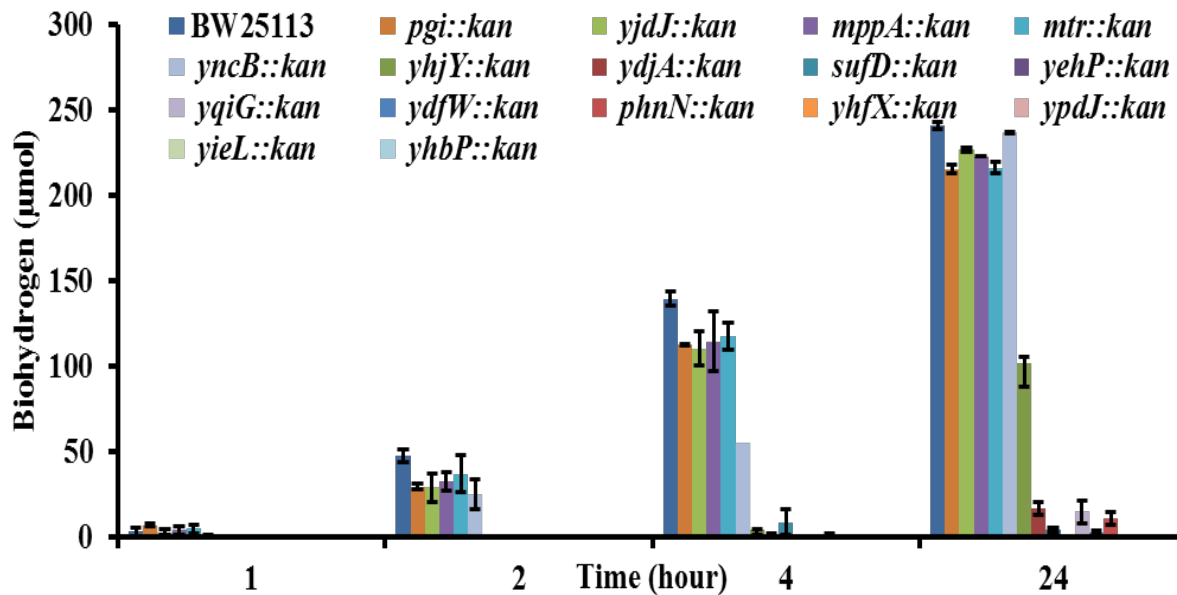 300
250
200
150
100
50
0
Biohydrogen (µmol)
BW25113 pgi::kan yjdJ::kan mppA::kan mtr::kan
yncB::kan yhjY::kan ydjA::kan sufD::kan yehP::kan
yqiG::kan ydfW::kan phnN::kan yhfX::kan ypdJ::kan
yieL::kan yhbP::kan
1 2 4 24
Time (hour)